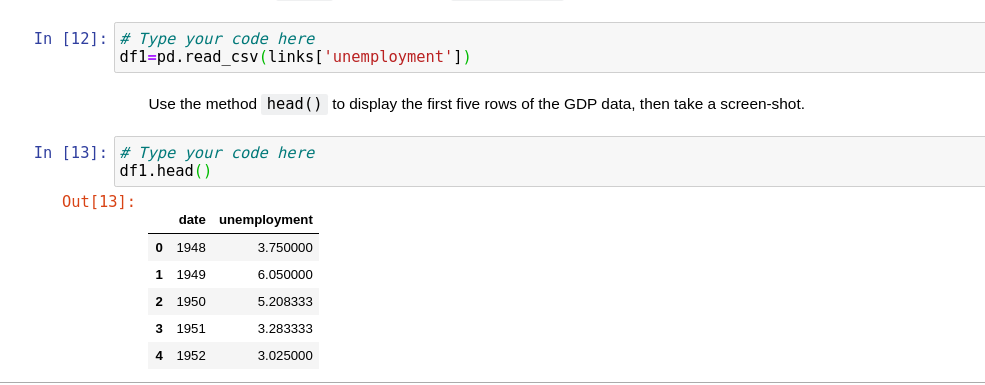 In [12]: # Type your code here
df1=pd.read_csv(links['unemployment'])
Use the method head() to display the first five rows of the GDP data, then take a screen-shot.
In [13]: # Type your code here
df1.head()
Out[13]:
date unemployment
0 1948 3.750000
1 1949 6.050000
2 1950 5.208333
3 1951 3.283333
4 1952 3.025000